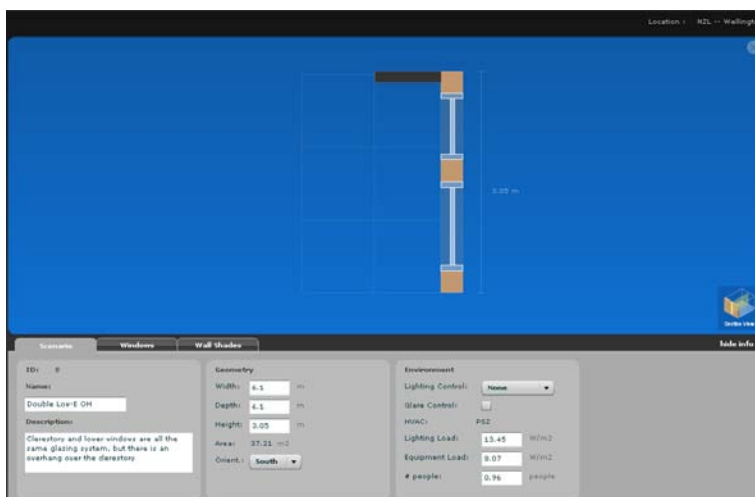 Location : NZL -- Wellingt
3.05 m
Section View
Scenario
Windows
Wall Shades
hide info
ID: 0
Name:
Double Low-E OH
Description:
Clerestory and lower windows are all the
same glazing system, but there is an
overhang over the clerestory
Geometry
Width: 6.1 m
Depth: 6.1 m
Height: 3.05 m
Area: 37.21 m2
Orient.: South
Environment
Lighting Control: None
Glare Control:
HVAC: PSZ
Lighting Load: 13.45 W/m2
Equipment Load: 8.07 W/m2
# people: 0.96 people